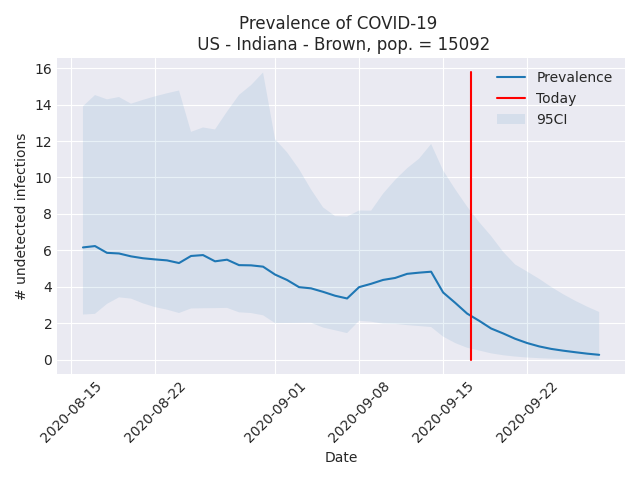 Prevalence of COVID-19
US - Indiana - Brown, pop. = 15092
# undetected infections
16
14
12
10
8
6
4
2
0
Prevalence
Today
95CI
2020-08-15
2020-08-22
2020-09-01
2020-09-08
2020-09-15
2020-09-22
Date